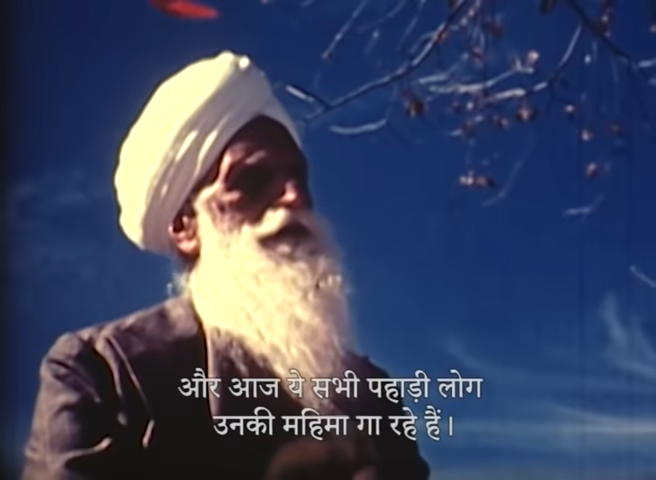 और आज ये सभी पहाड़ी लोग
उनकी महिमा गा रहे हैं।